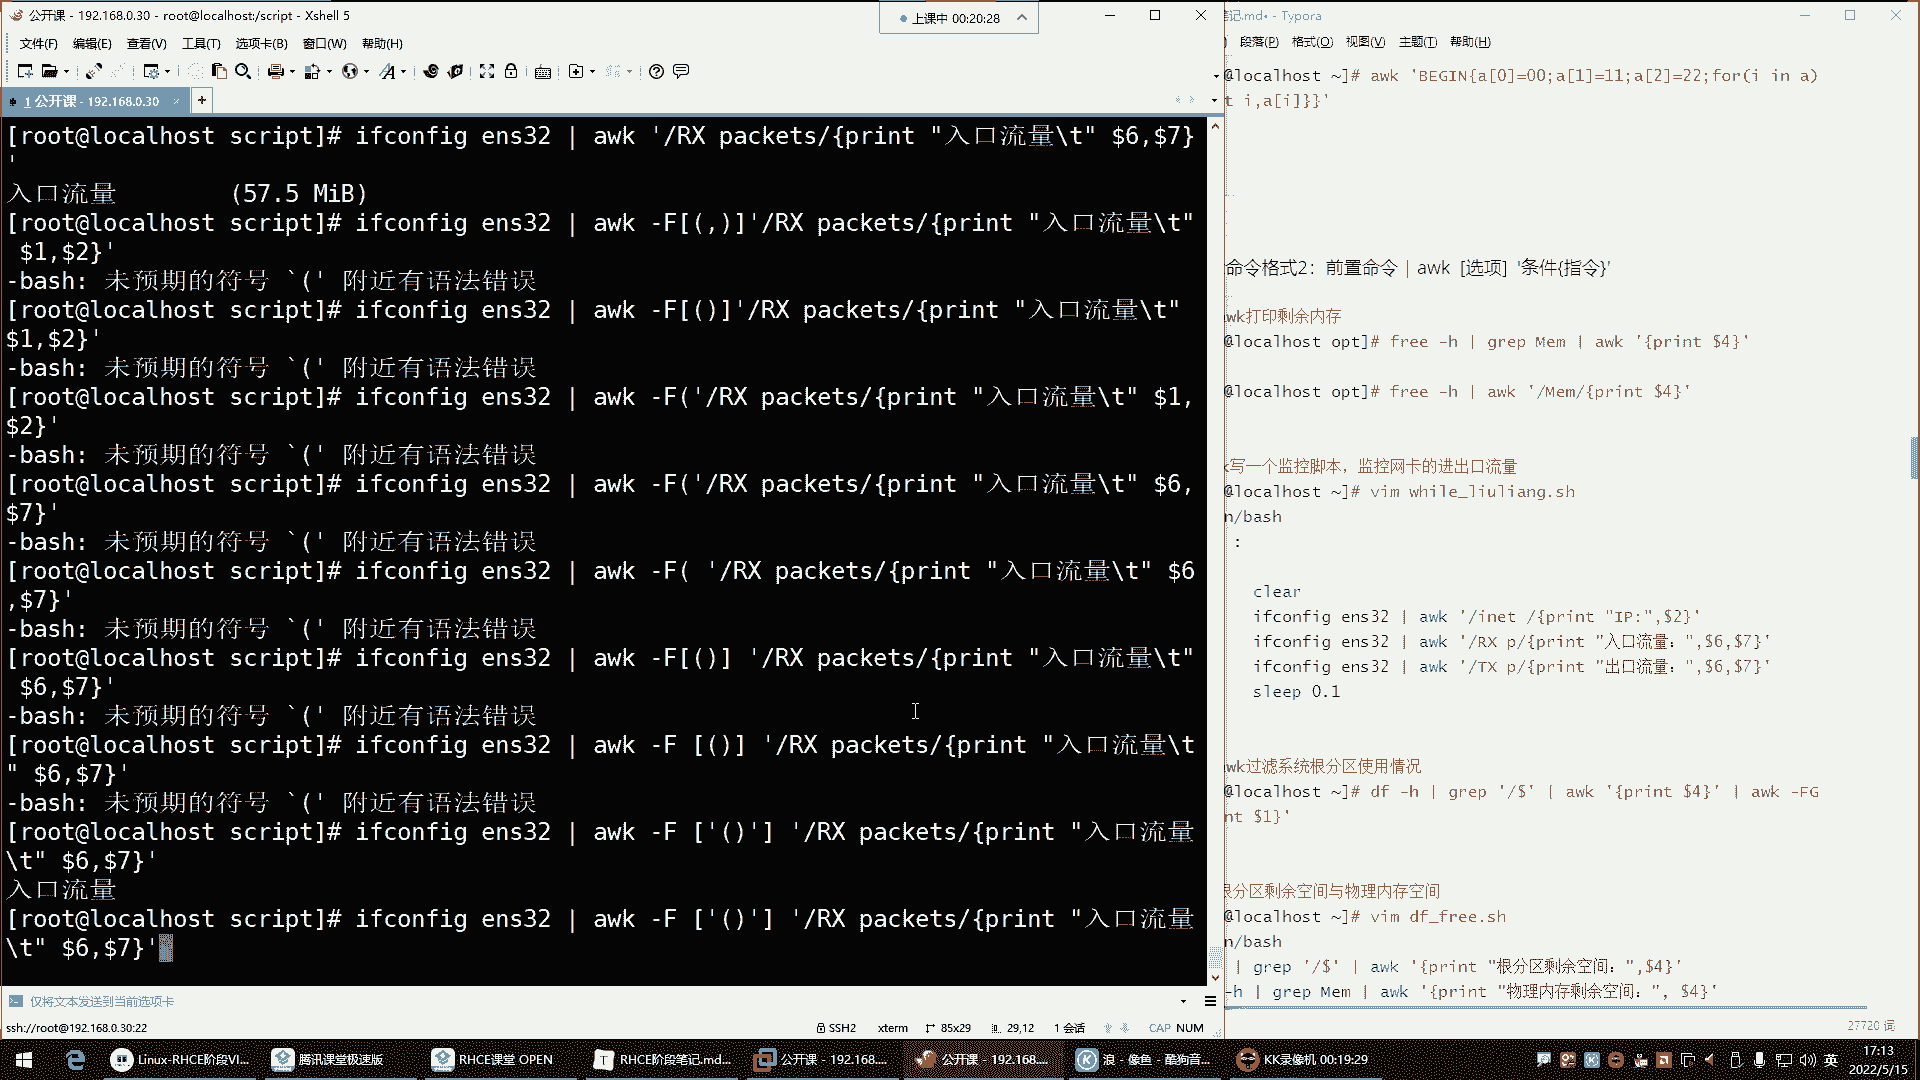 公开课 - 192.168.0.30 - root@localhost:/script - Xshell 5
上课中 00:20:28
文件(F) 编辑(E) 查看(V) 工具(T) 选项卡(B) 窗口(W) 帮助(H)
1 公开课 - 192.168.0.30 × +
[root@localhost script]# ifconfig ens32 | awk '/RX packets/{print "入口流量\t" $6,$7}
'
入口流量 (57.5 MiB)
[root@localhost script]# ifconfig ens32 | awk -F[(,)]'/RX packets/{print "入口流量\t"
$1,$2}'
-bash: 未预期的符号 `(' 附近有语法错误
[root@localhost script]# ifconfig ens32 | awk -F[()]'/RX packets/{print "入口流量\t"
$1,$2}'
-bash: 未预期的符号 `(' 附近有语法错误
[root@localhost script]# ifconfig ens32 | awk -F('/RX packets/{print "入口流量\t" $1,
$2}'
-bash: 未预期的符号 `(' 附近有语法错误
[root@localhost script]# ifconfig ens32 | awk -F('/RX packets/{print "入口流量\t" $6,
$7}'
-bash: 未预期的符号 `(' 附近有语法错误
[root@localhost script]# ifconfig ens32 | awk -F( '/RX packets/{print "入口流量\t" $6
,$7}'
-bash: 未预期的符号 `(' 附近有语法错误
[root@localhost script]# ifconfig ens32 | awk -F[()] '/RX packets/{print "入口流量\t"
$6,$7}'
-bash: 未预期的符号 `(' 附近有语法错误
[root@localhost script]# ifconfig ens32 | awk -F [()] '/RX packets/{print "入口流量\t
" $6,$7}'
-bash: 未预期的符号 `(' 附近有语法错误
[root@localhost script]# ifconfig ens32 | awk -F ['()'] '/RX packets/{print "入口流量
\t" $6,$7}'
入口流量
[root@localhost script]# ifconfig ens32 | awk -F ['()'] '/RX packets/{print "入口流量
\t" $6,$7}'
仅将文本发送到当前选项卡
ssh://root@192.168.0.30:22 SSH2 xterm 85x29 29,12 1 会话 CAP NUM
笔记.md• - Typora
段落(P) 格式(O) 视图(V) 主题(T) 帮助(H)
@localhost ~]# awk 'BEGIN{a[0]=00;a[1]=11;a[2]=22;for(i in a)
t i,a[i]}}'
命令格式2：前置命令 | awk [选项] '条件{指令}'
wk打印剩余内存
@localhost opt]# free -h | grep Mem | awk '{print $4}'
@localhost opt]# free -h | awk '/Mem/{print $4}'
k写一个监控脚本，监控网卡的进出口流量
@localhost ~]# vim while_liuliang.sh
n/bash
:
clear
ifconfig ens32 | awk '/inet /{print "IP:",$2}'
ifconfig ens32 | awk '/RX p/{print "入口流量：",$6,$7}'
ifconfig ens32 | awk '/TX p/{print "出口流量：",$6,$7}'
sleep 0.1
wk过滤系统根分区使用情况
@localhost ~]# df -h | grep '/$' | awk '{print $4}' | awk -FG
nt $1}'
根分区剩余空间与物理内存空间
@localhost ~]# vim df_free.sh
n/bash
| grep '/$' | awk '{print "根分区剩余空间：",$4}'
-h | grep Mem | awk '{print "物理内存剩余空间：", $4}'
27720 词
Linux-RHCE阶段VI... 腾讯课堂极速版 RHCE课堂 OPEN RHCE阶段笔记.md... 公开课 - 192.168.... 公开课 - 192.168.... 浪 - 像鱼 - 酷狗音... KK录像机 00:19:29 英 17:13
2022/5/15